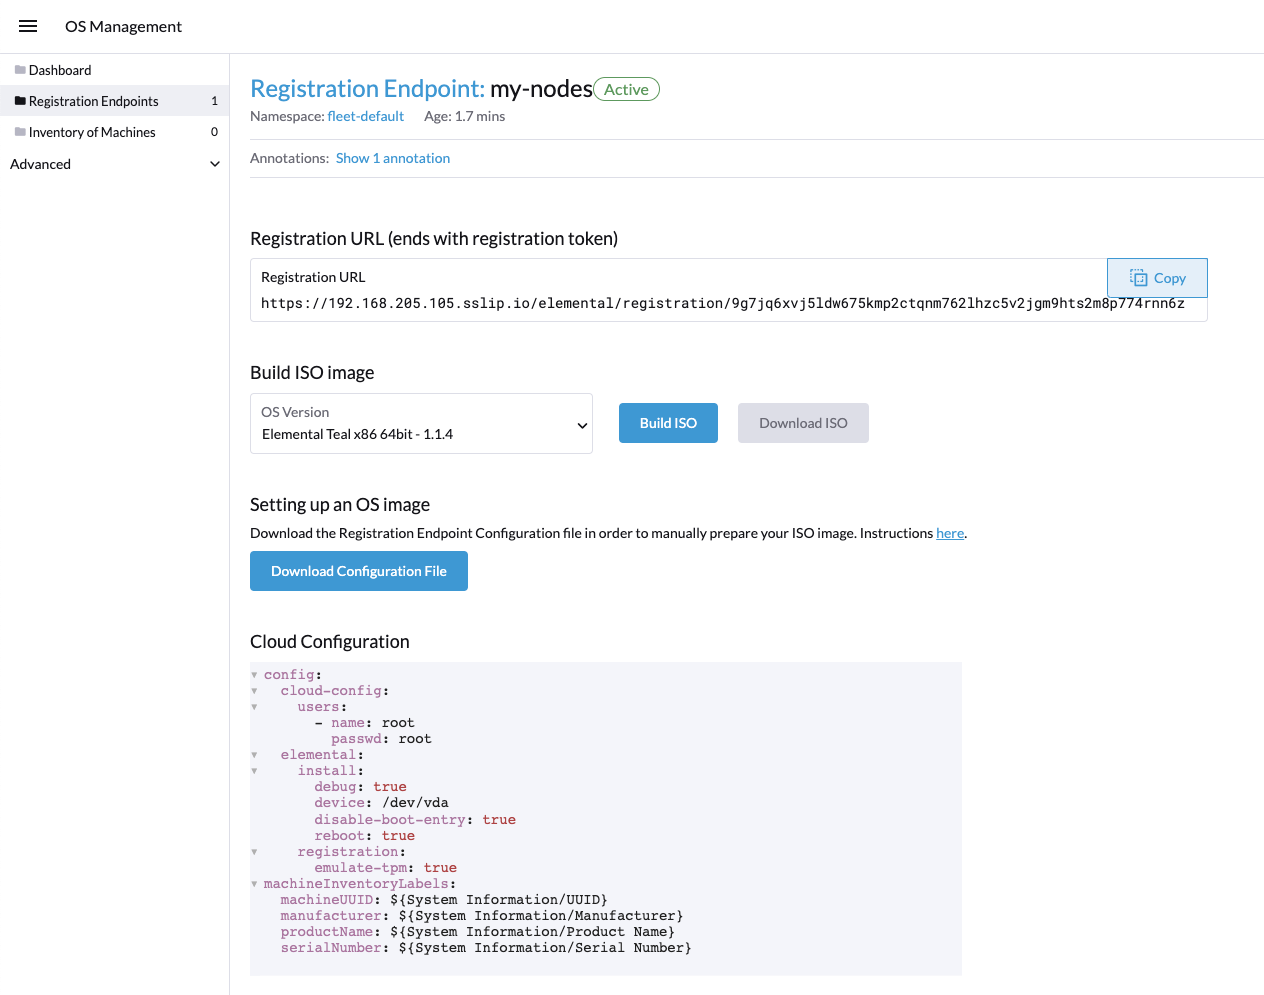 OS Management
Dashboard
Registration Endpoints 1
Inventory of Machines 0
Advanced
Registration Endpoint: my-nodes Active
Namespace: fleet-default Age: 1.7 mins
Annotations: Show 1 annotation
Registration URL (ends with registration token)
Registration URL
Copy
https://192.168.205.105.sslip.io/elemental/registration/9g7jq6xvj5ldw675kmp2ctqnm762lhzc5v2jgm9hts2m8p774rnn6z
Build ISO image
OS Version
Elemental Teal x86 64bit - 1.1.4
Build ISO
Download ISO
Setting up an OS image
Download the Registration Endpoint Configuration file in order to manually prepare your ISO image. Instructions here.
Download Configuration File
Cloud Configuration
config:
  cloud-config:
    users:
      - name: root
        passwd: root
  elemental:
    install:
      debug: true
      device: /dev/vda
      disable-boot-entry: true
      reboot: true
    registration:
      emulate-tpm: true
machineInventoryLabels:
  machineUUID: ${System Information/UUID}
  manufacturer: ${System Information/Manufacturer}
  productName: ${System Information/Product Name}
  serialNumber: ${System Information/Serial Number}